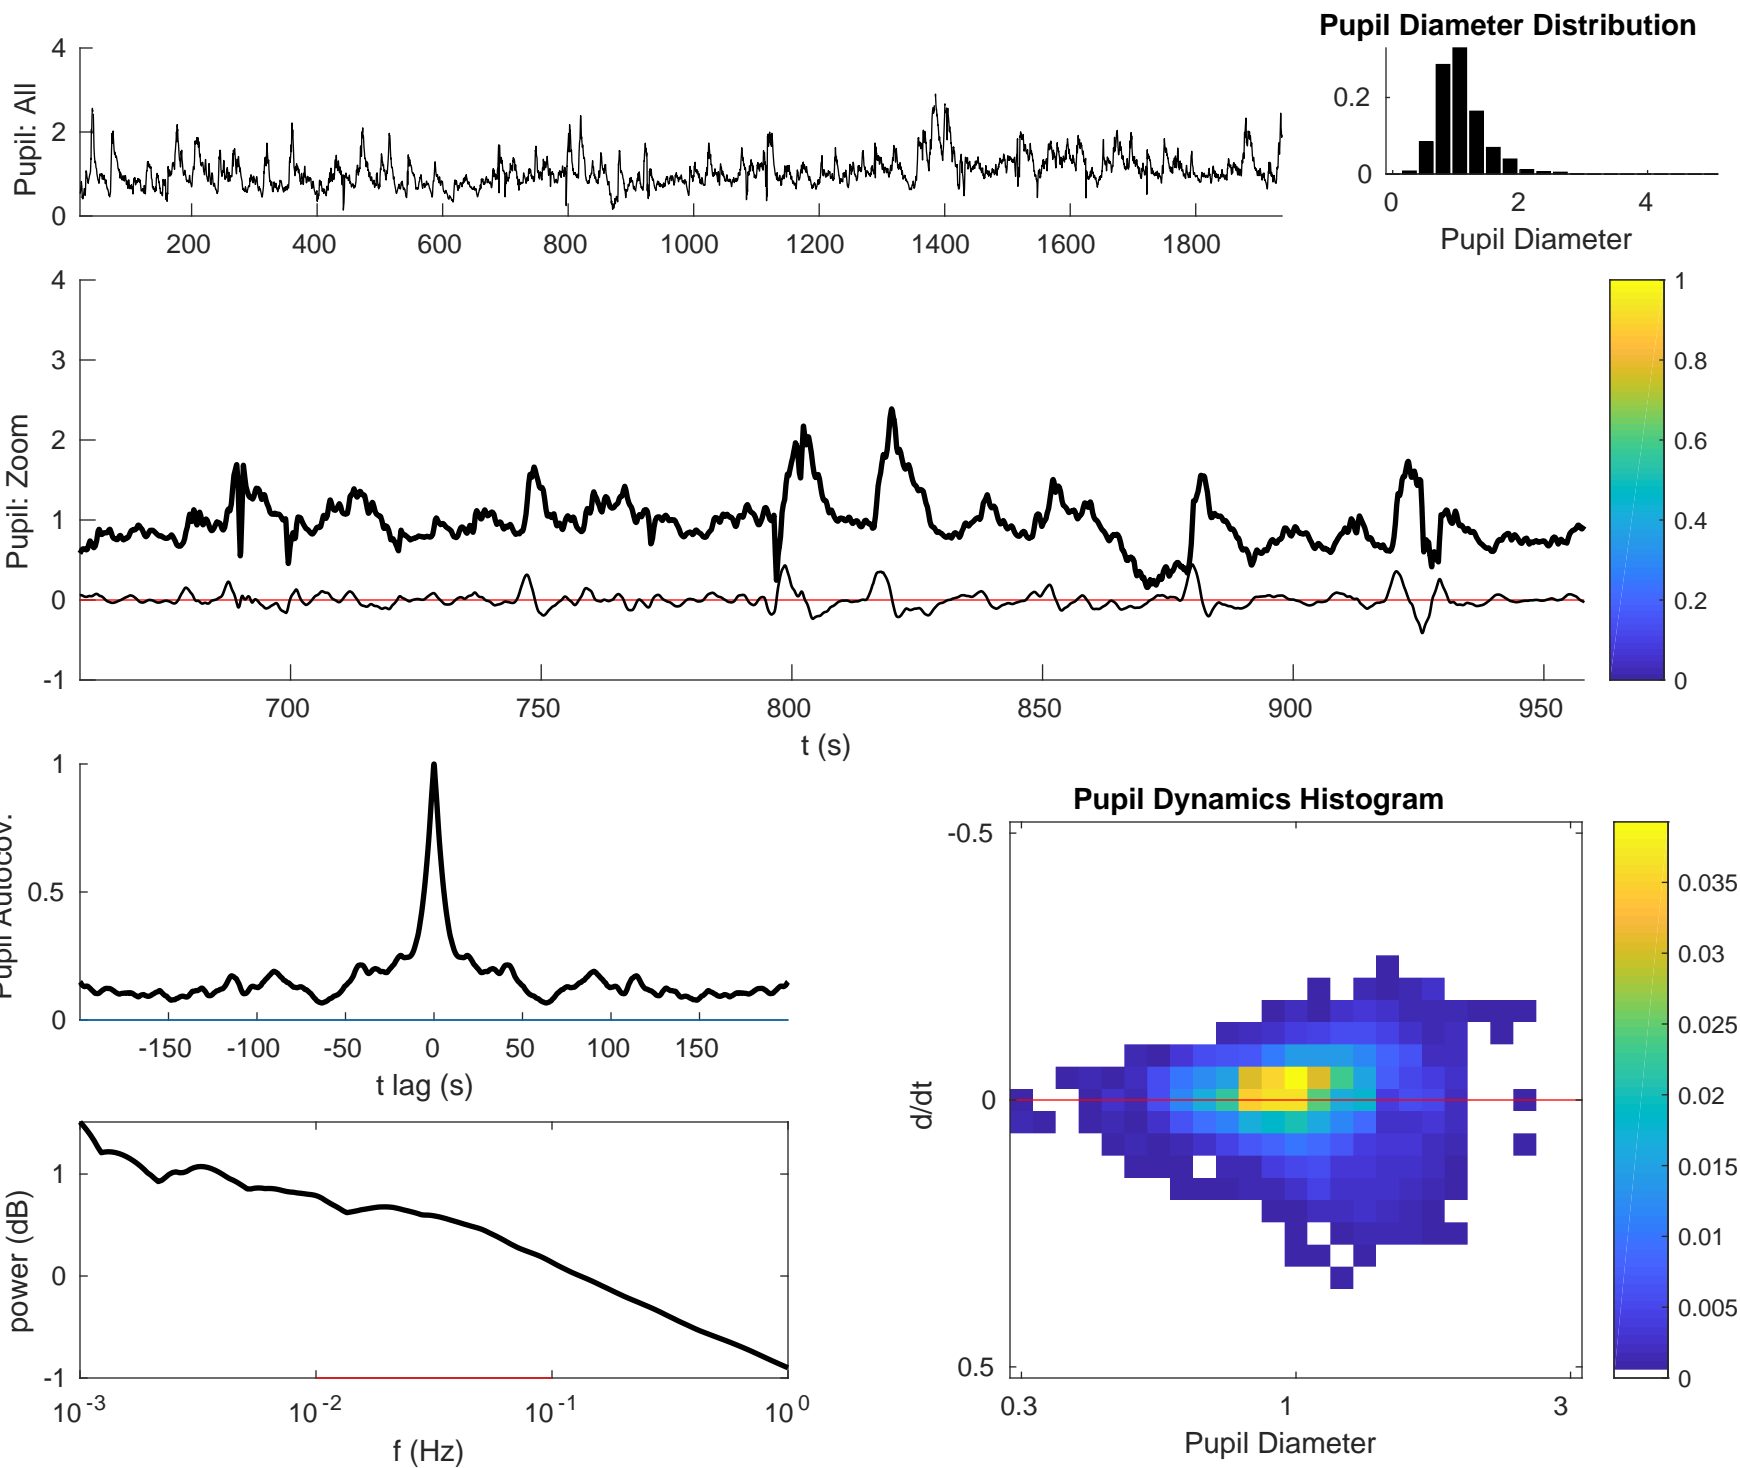 Pupil Diameter Distribution
4
2
0
Pupil: All
200 400 600 800 1000 1200 1400 1600 1800
0.2
0
0 2 4
Pupil Diameter
4
3
2
1
0
-1
Pupil: Zoom
700 750 800 850 900 950
t (s)
1
0.8
0.6
0.4
0.2
0
1
0.5
0
Pupil Autocov.
-150 -100 -50 0 50 100 150
t lag (s)
1
0
-1
power (dB)
10^-3 10^-2 10^-1 10^0
f (Hz)
Pupil Dynamics Histogram
-0.5
0
0.5
d/dt
0.3 1 3
Pupil Diameter
0.035
0.03
0.025
0.02
0.015
0.01
0.005
0